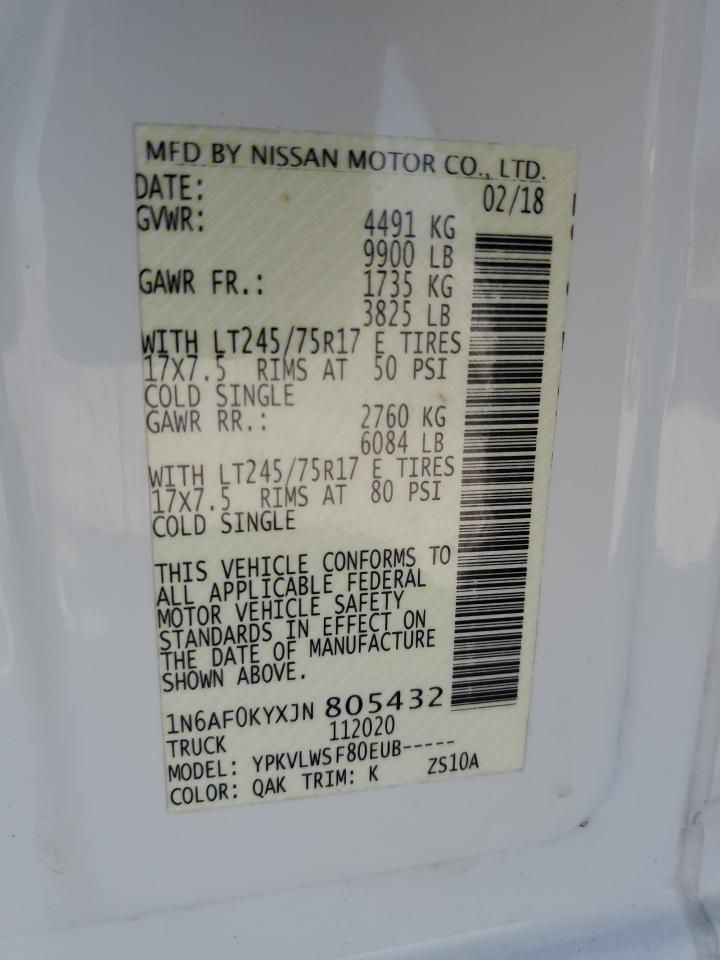 MFD BY NISSAN MOTOR CO., LTD.
DATE: 02/18
GVWR: 4491 KG
9900 LB
GAWR FR.: 1735 KG
3825 LB
WITH LT245/75R17 E TIRES
17X7.5 RIMS AT 50 PSI
COLD SINGLE
GAWR RR.: 2760 KG
6084 LB
WITH LT245/75R17 E TIRES
17X7.5 RIMS AT 80 PSI
COLD SINGLE
THIS VEHICLE CONFORMS TO
ALL APPLICABLE FEDERAL
MOTOR VEHICLE SAFETY
STANDARDS IN EFFECT ON
THE DATE OF MANUFACTURE
SHOWN ABOVE.
1N6AF0KYXJN 805432
TRUCK 112020
MODEL: YPKVLWSF80EUB-----
COLOR: QAK TRIM: K ZS10A